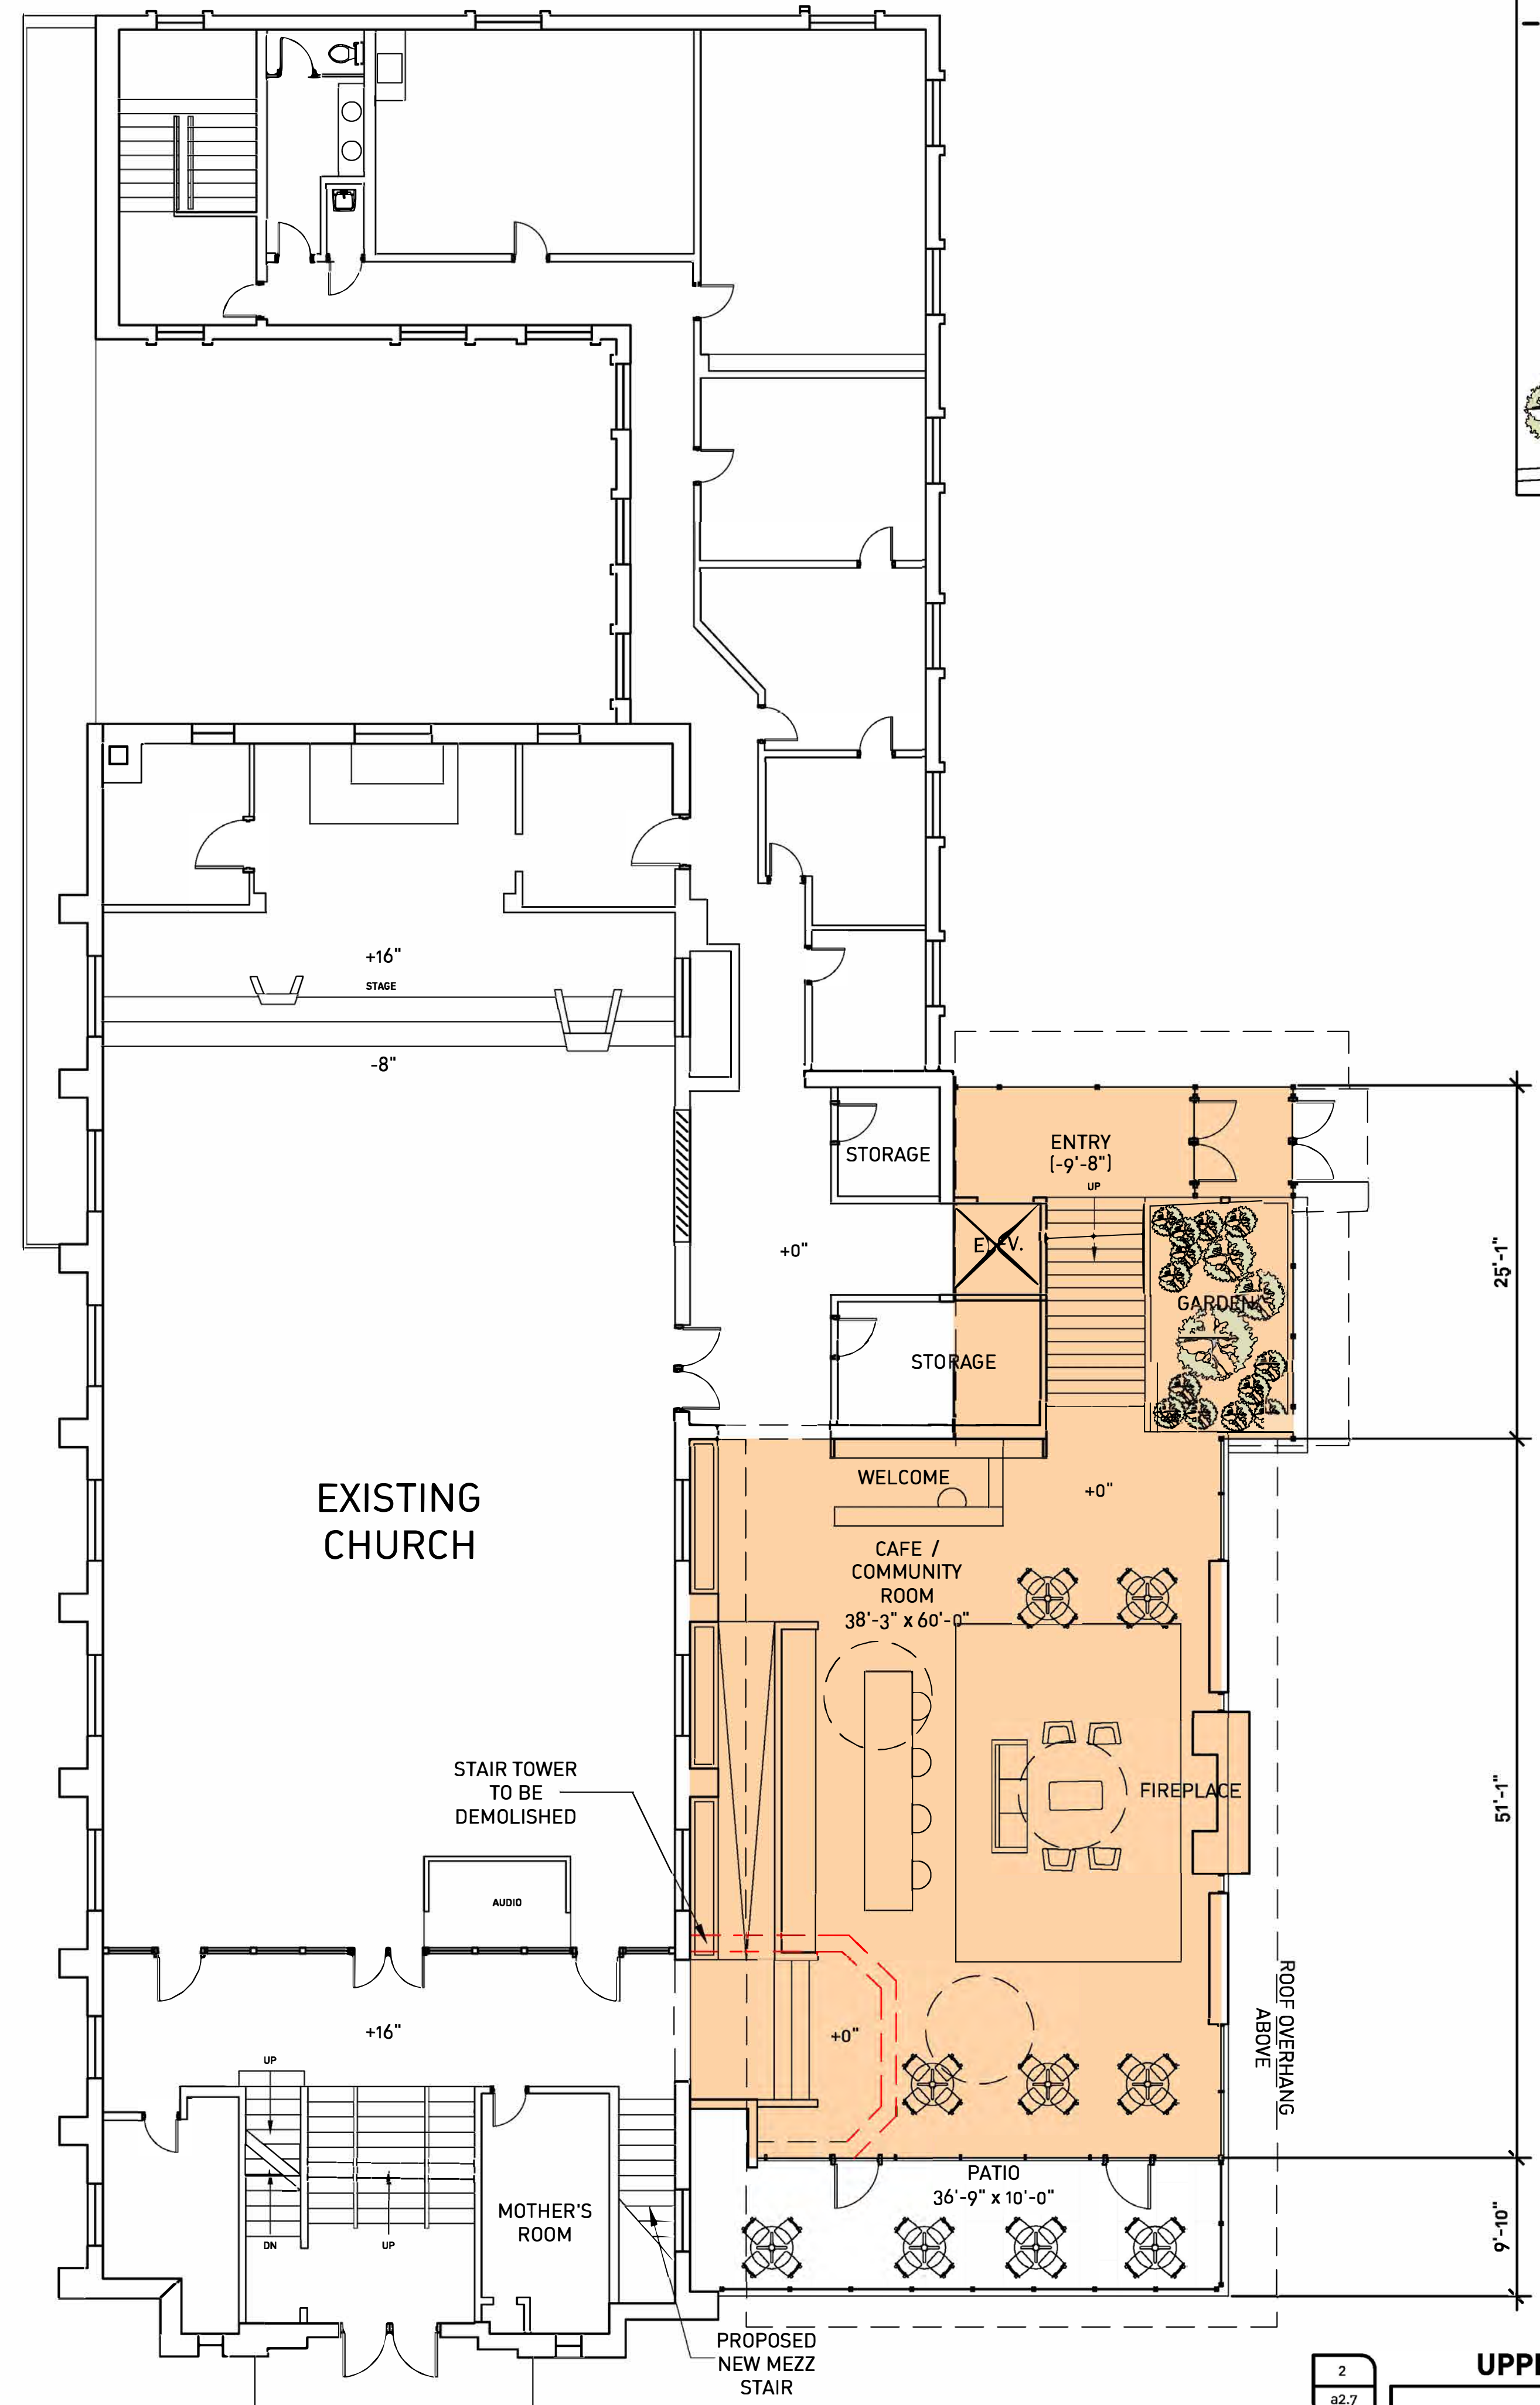 +16"
STAGE
-8"
STORAGE
ENTRY
(-9'-8")
UP
+0"
25'-1"
GARDEN
STORAGE
WELCOME
+0"
EXISTING
CHURCH
CAFE /
COMMUNITY
ROOM
38'-3" x 60'-0"
STAIR TOWER
TO BE
DEMOLISHED
FIREPLACE
51'-1"
AUDIO
ROOF OVERHANG
ABOVE
+16"
+0"
UP
PATIO
36'-9" x 10'-0"
MOTHER'S
ROOM
DN
UP
9'-10"
PROPOSED
NEW MEZZ
STAIR
2
a2.7